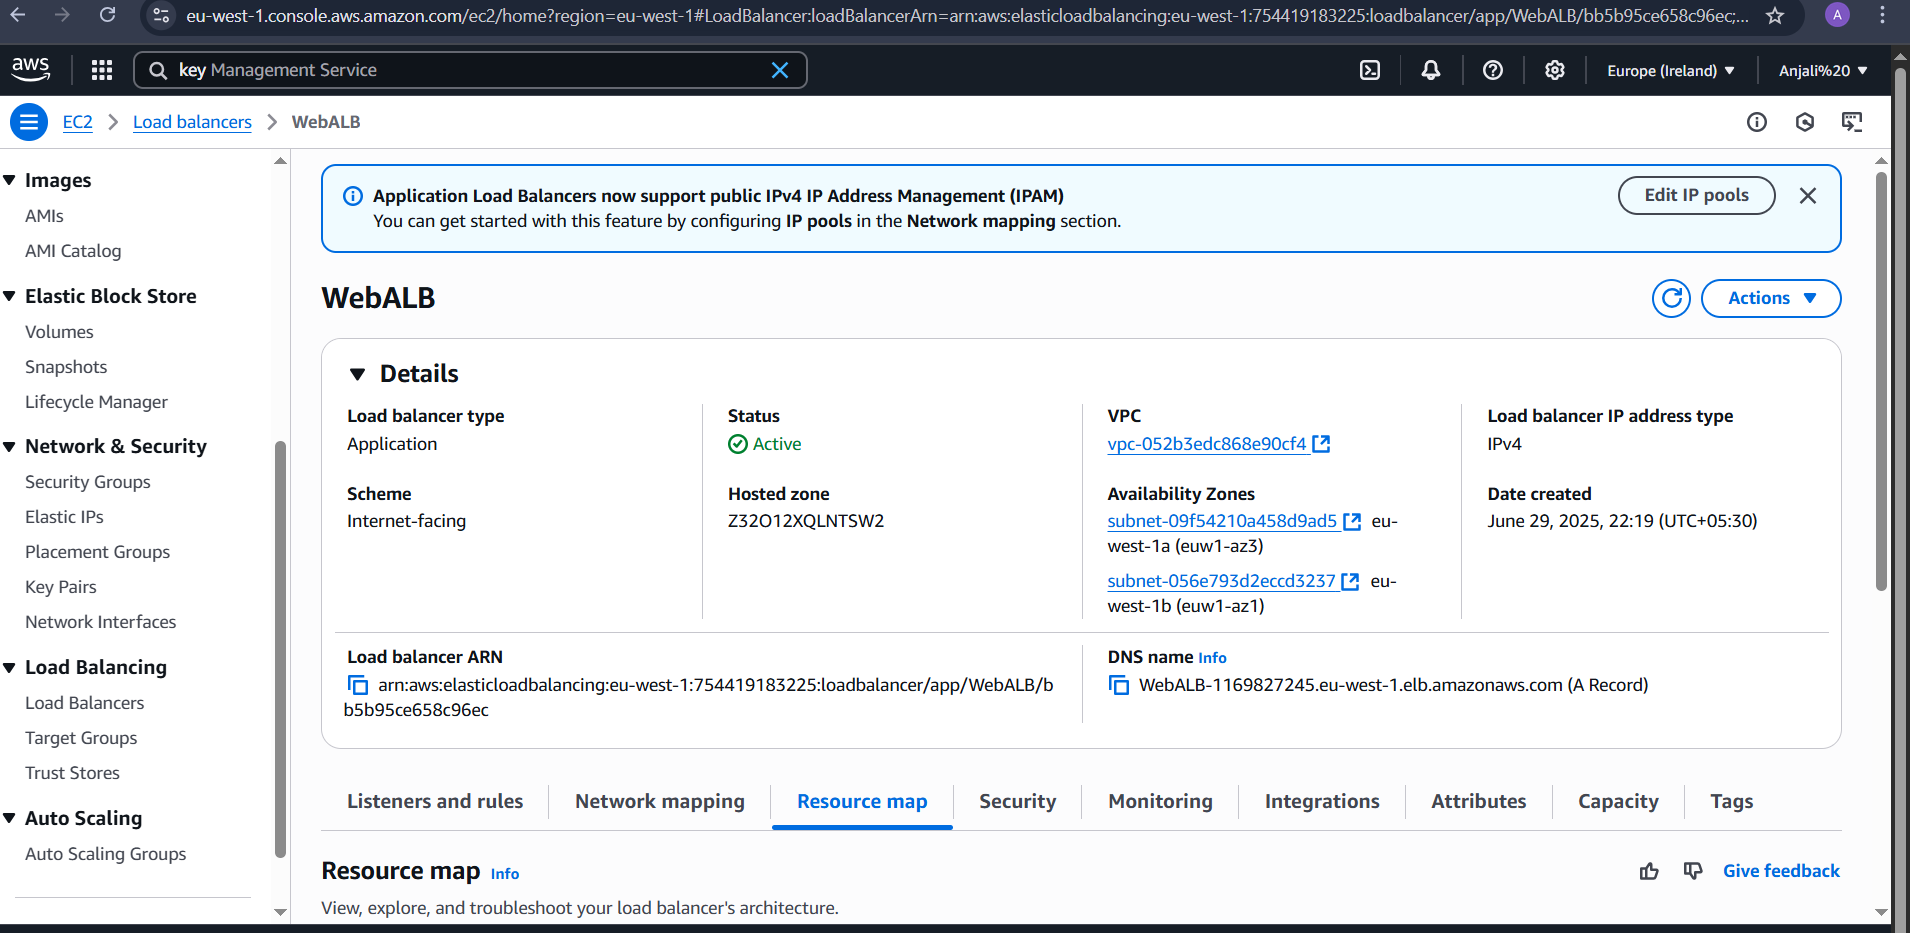 eu-west-1.console.aws.amazon.com/ec2/home?region=eu-west-1#LoadBalancer:loadBalancerArn=arn:aws:elasticloadbalancing:eu-west-1:754419183225:loadbalancer/app/WebALB/bb5b95ce658c96ec;...
A
aws
key Management Service
Europe (Ireland)
Anjali%20
EC2
Load balancers
WebALB
Images
AMIs
AMI Catalog
Elastic Block Store
Volumes
Snapshots
Lifecycle Manager
Network & Security
Security Groups
Elastic IPs
Placement Groups
Key Pairs
Network Interfaces
Load Balancing
Load Balancers
Target Groups
Trust Stores
Auto Scaling
Auto Scaling Groups
Application Load Balancers now support public IPv4 IP Address Management (IPAM)
You can get started with this feature by configuring IP pools in the Network mapping section.
Edit IP pools
WebALB
Actions
Details
Load balancer type
Application
Status
Active
VPC
vpc-052b3edc868e90cf4
Load balancer IP address type
IPv4
Scheme
Internet-facing
Hosted zone
Z32O12XQLNTSW2
Availability Zones
subnet-09f54210a458d9ad5 eu-
west-1a (euw1-az3)
subnet-056e793d2eccd3237 eu-
west-1b (euw1-az1)
Date created
June 29, 2025, 22:19 (UTC+05:30)
Load balancer ARN
arn:aws:elasticloadbalancing:eu-west-1:754419183225:loadbalancer/app/WebALB/b
b5b95ce658c96ec
DNS name Info
WebALB-1169827245.eu-west-1.elb.amazonaws.com (A Record)
Listeners and rules
Network mapping
Resource map
Security
Monitoring
Integrations
Attributes
Capacity
Tags
Resource map Info
Give feedback
View, explore, and troubleshoot your load balancer's architecture.